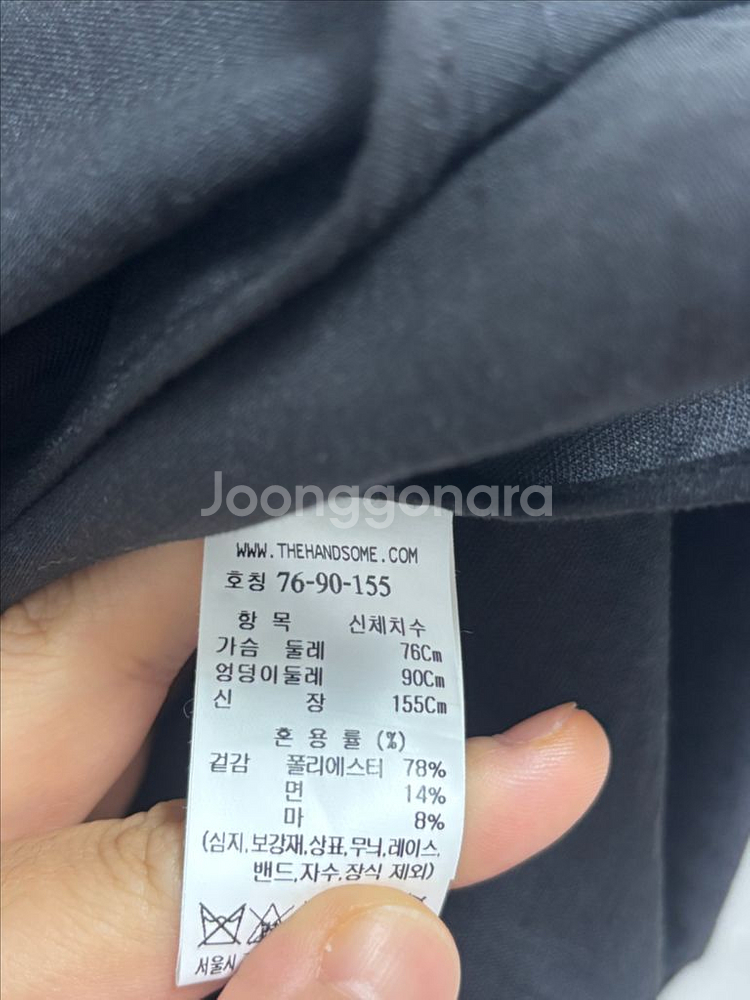 Joonggonara
WWW.THEHANDSOME.COM
호칭 76-90-155
항 목 신체치수
가슴 둘레 76Cm
엉덩이둘레 90Cm
신 장 155Cm
혼 용 률 (%)
겉감 폴리에스터 78%
면 14%
마 8%
(심지,보강재,상표,무늬,레이스,
밴드,자수,장식 제외)
서울시